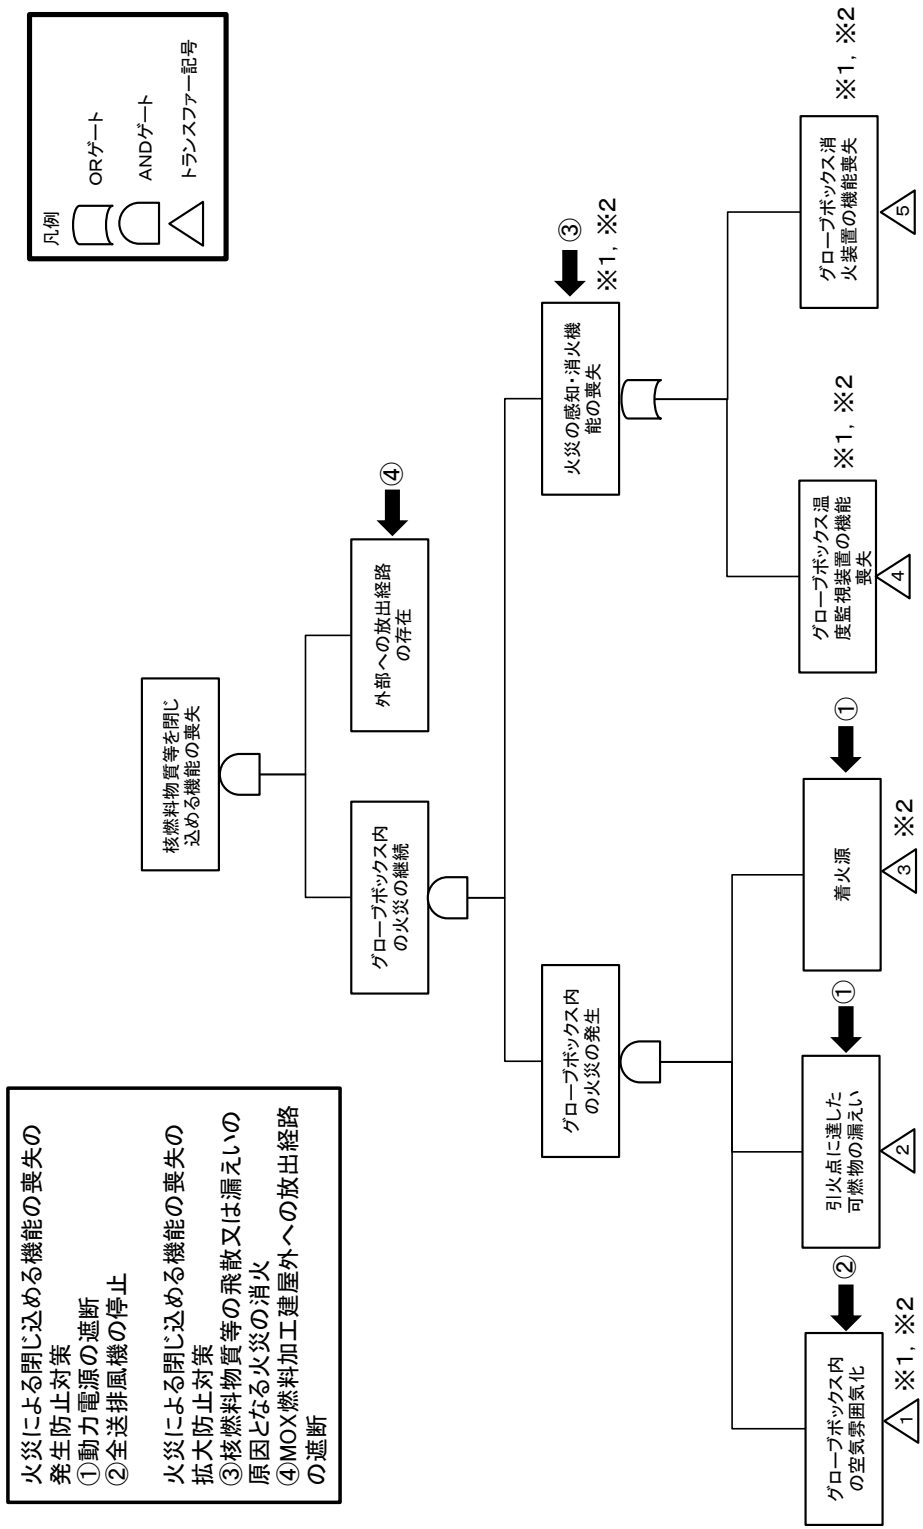 火災による閉じ込める機能の喪失の
発生防止対策
①動力電源の遮断
②全送排風機の停止
火災による閉じ込める機能の喪失の
拡大防止対策
③核燃料物質等の飛散又は漏えいの
原因となる火災の消火
④MOX燃料加工建屋外への放出経路
の遮断
凡例
ORゲート
ANDゲート
トランスファー記号
核燃料物質等を閉じ
込める機能の喪失
グローブボックス内
の火災の継続
外部への放出経路
の存在
④
グローブボックス内
の火災の発生
火災の感知・消火機
能の喪失
③
※1，※2
グローブボックス内
の空気雰囲気化
②
1
※1，※2
引火点に達した
可燃物の漏えい
①
2
着火源
①
3
※2
グローブボックス温
度監視装置の機能
喪失
※1，※2
4
グローブボックス消
火装置の機能喪失
※1，※2
5